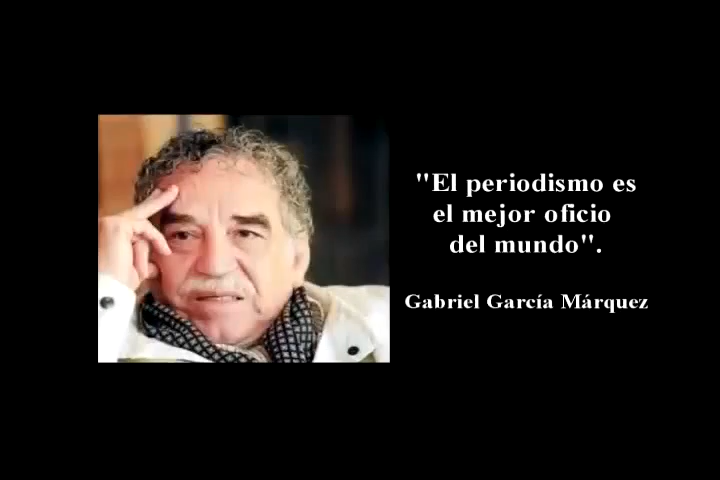 "El periodismo es
el mejor oficio
del mundo".
Gabriel García Márquez